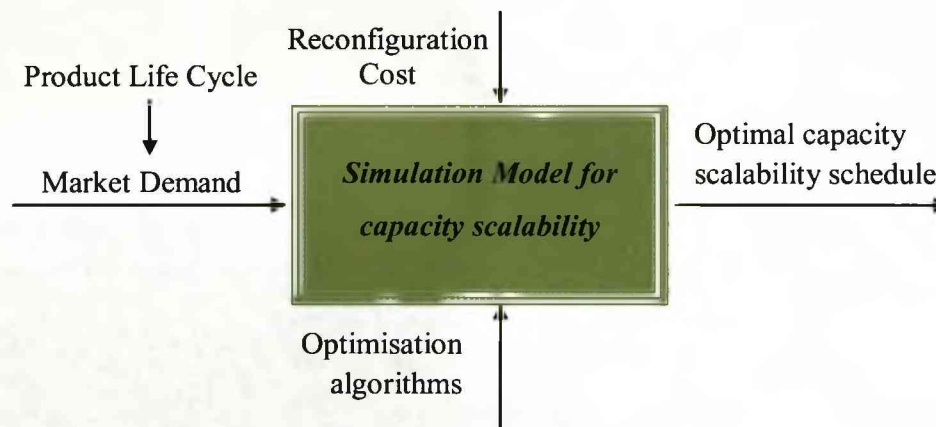 Reconfiguration
Cost
Product Life Cycle
Market Demand
Simulation Model for
capacity scalability
Optimal capacity
scalability schedule
Optimisation
algorithms